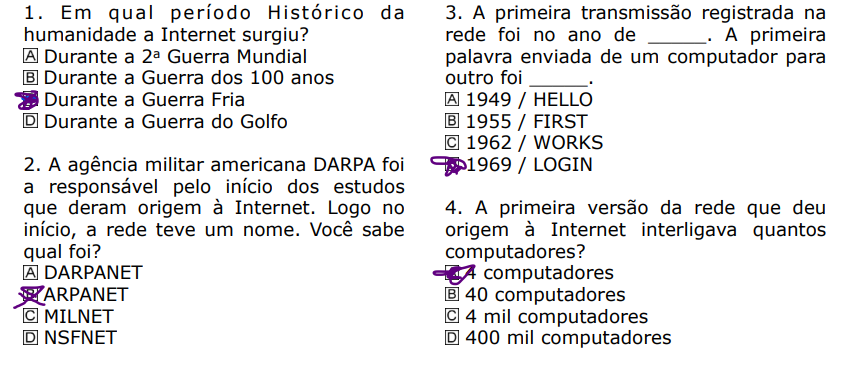 1. Em qual período Histórico da
humanidade a Internet surgiu?
A Durante a 2ª Guerra Mundial
B Durante a Guerra dos 100 anos
Durante a Guerra Fria
D Durante a Guerra do Golfo
2. A agência militar americana DARPA foi
a responsável pelo início dos estudos
que deram origem à Internet. Logo no
início, a rede teve um nome. Você sabe
qual foi?
A DARPANET
B ARPANET
C MILNET
D NSFNET
3. A primeira transmissão registrada na
rede foi no ano de ______. A primeira
palavra enviada de um computador para
outro foi ______.
A 1949 / HELLO
B 1955 / FIRST
C 1962 / WORKS
1969 / LOGIN
4. A primeira versão da rede que deu
origem à Internet interligava quantos
computadores?
4 computadores
B 40 computadores
C 4 mil computadores
D 400 mil computadores